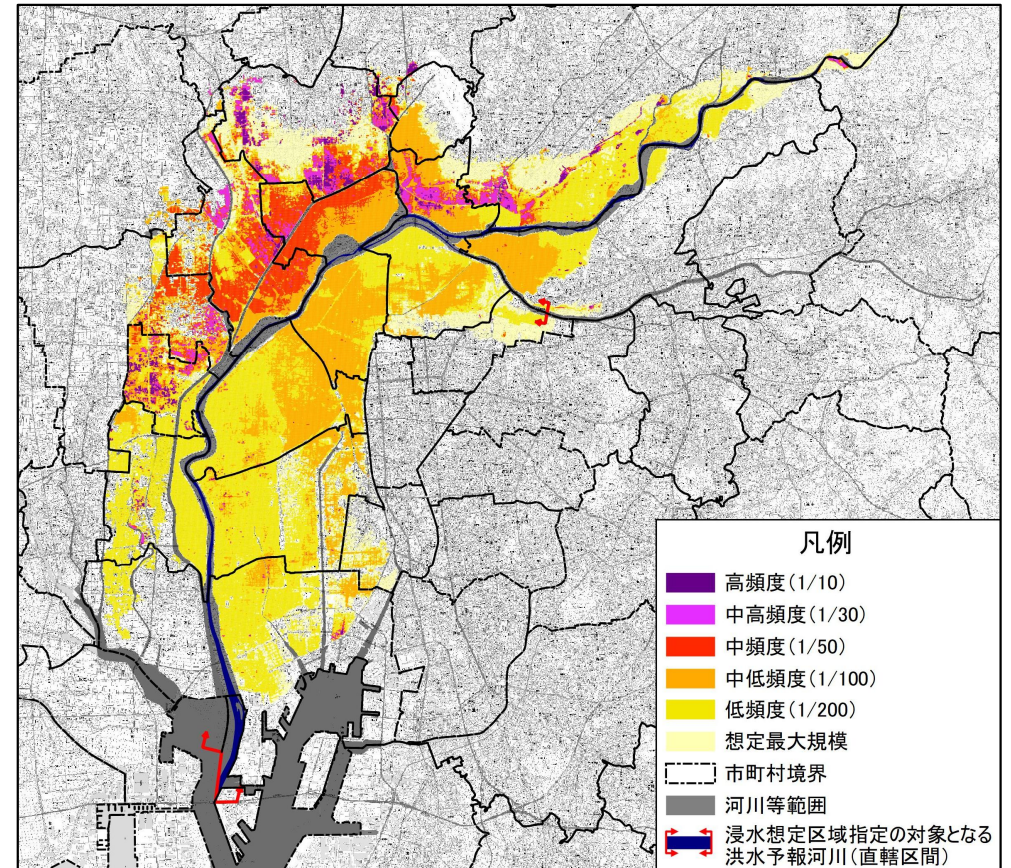 凡例
高頻度(1/10)
中高頻度(1/30)
中頻度(1/50)
中低頻度(1/100)
低頻度(1/200)
想定最大規模
市町村境界
河川等範囲
浸水想定区域指定の対象となる
洪水予報河川(直轄区間)